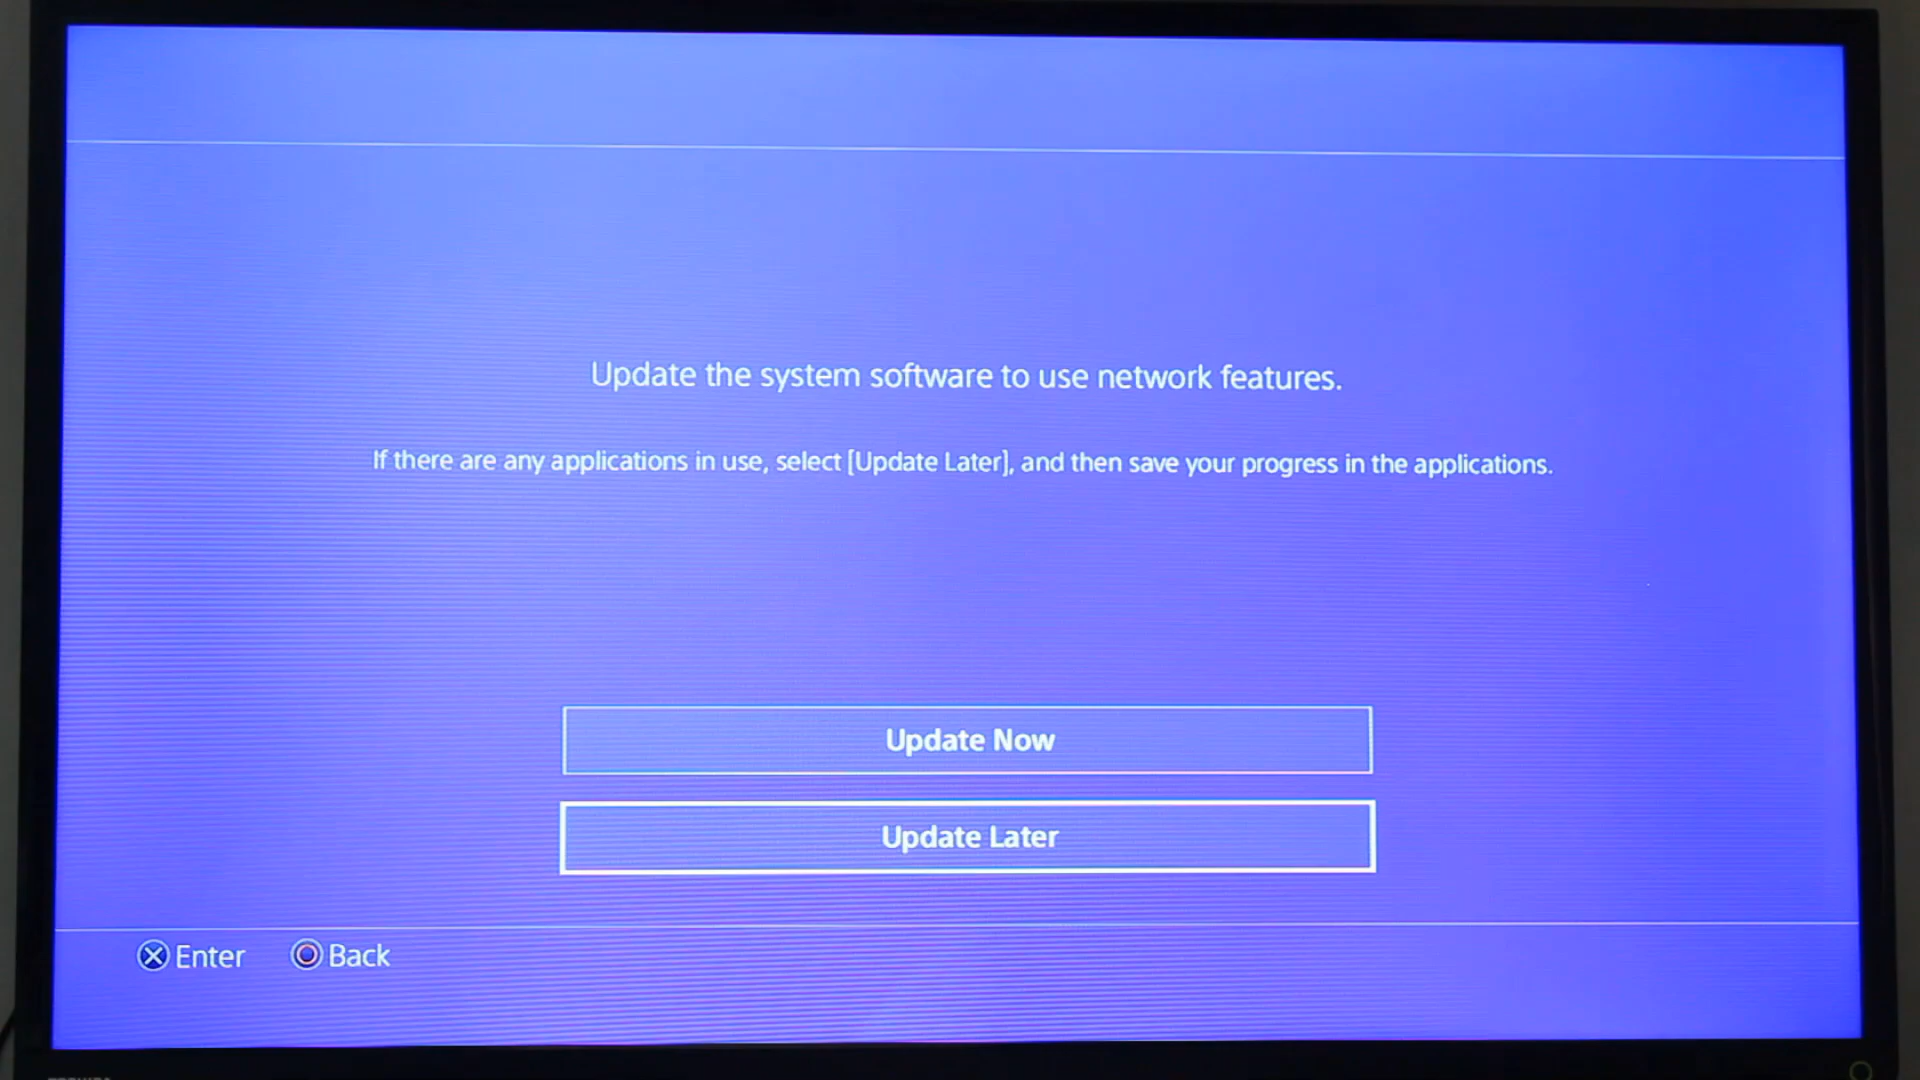 Update the system software to use network features.
If there are any applications in use, select [Update Later], and then save your progress in the applications.
Update Now
Update Later
Enter Back